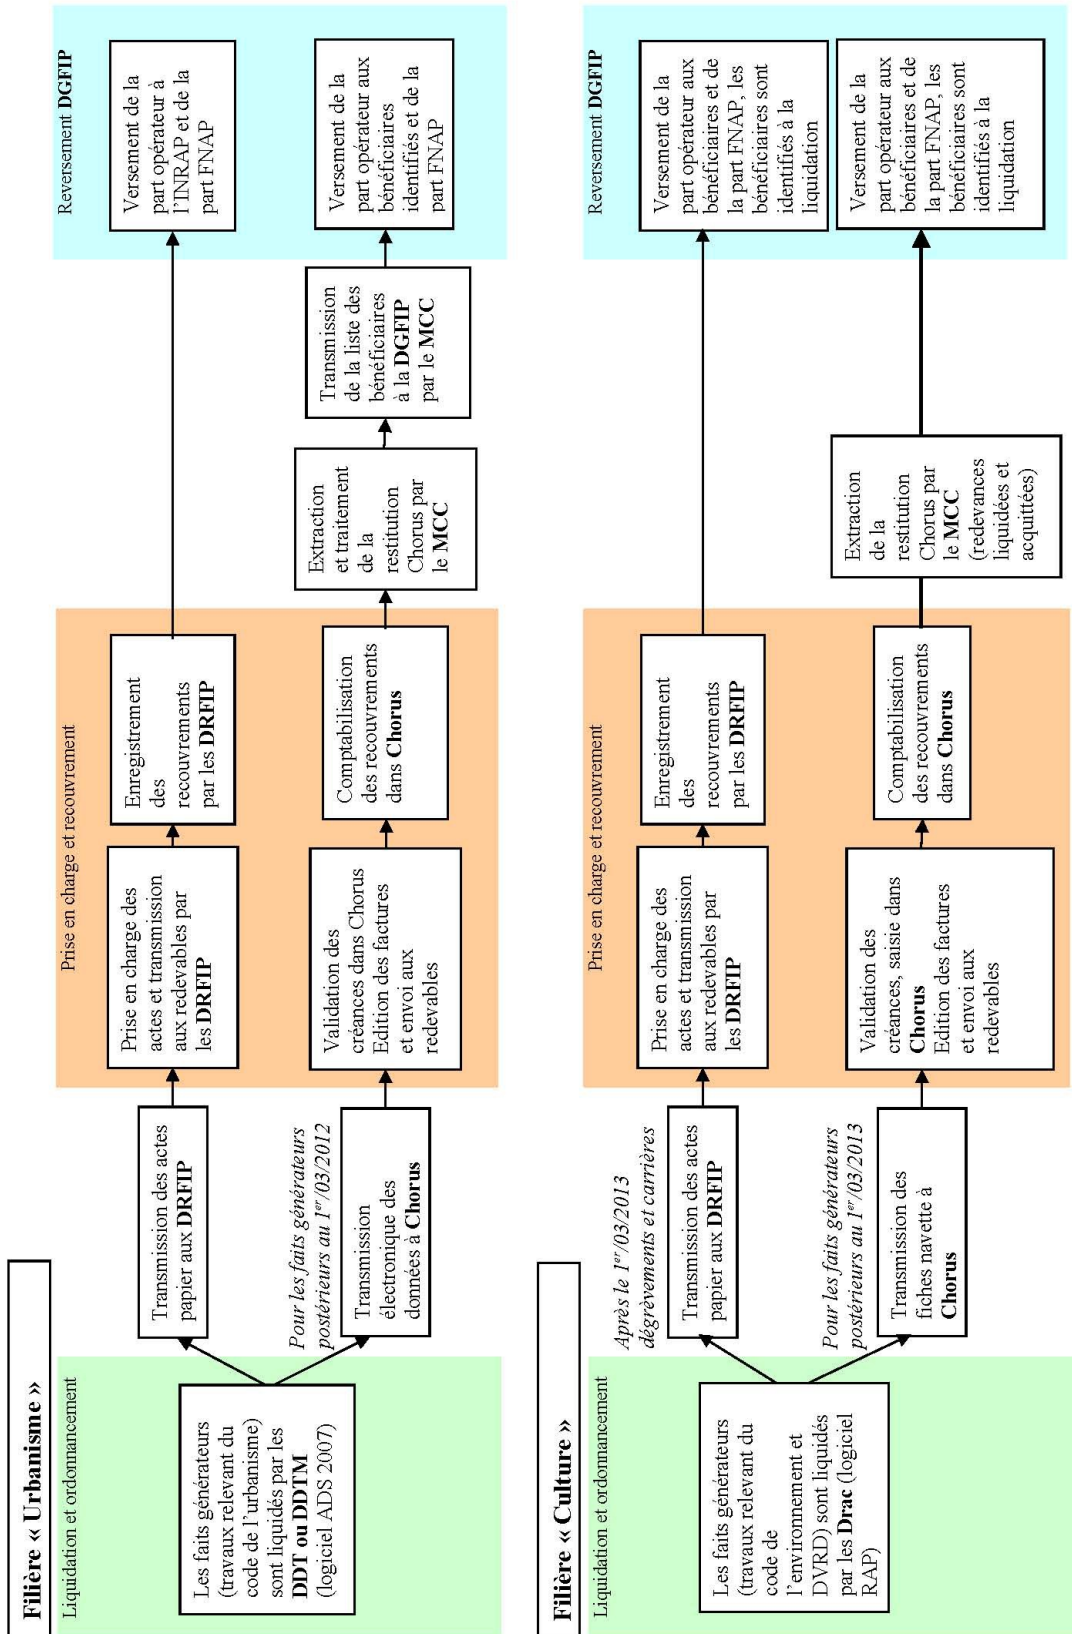 Filière « Urbanisme »
Liquidation et ordonnancement
Les faits générateurs
(travaux relevant du
code de l'urbanisme)
sont liquidés par les
DDT ou DDTM
(logiciel ADS 2007)
Transmission des actes
papier aux DRFIP
Pour les faits générateurs
postérieurs au 1er/03/2012
Transmission
électronique des
données à Chorus
Prise en charge et recouvrement
Prise en charge des
actes et transmission
aux redevables par
les DRFIP
Enregistrement
des
recouvrements
par les DRFIP
Validation des
créances dans Chorus
Edition des factures
et envoi aux
redevables
Comptabilisation
des recouvrements
dans Chorus
Extraction
et traitement
de la
restitution
Chorus par
le MCC
Transmission
de la liste des
bénéficiaires
à la DGFIP
par le MCC
Reversement DGFIP
Versement de la
part opérateur à
l'INRAP et de la
part FNAP
Versement de la
part opérateur aux
bénéficiaires
identifiés et de la
part FNAP
Filière « Culture »
Liquidation et ordonnancement
Les faits générateurs
(travaux relevant du
code de
l'environnement et
DVRD) sont liquidés
par les Drac (logiciel
RAP)
Après le 1er/03/2013
dégrèvements et carrières
Transmission des actes
papier aux DRFIP
Pour les faits générateurs
postérieurs au 1er/03/2013
Transmission des
fiches navette à
Chorus
Prise en charge et recouvrement
Prise en charge des
actes et transmission
aux redevables par
les DRFIP
Enregistrement
des
recouvrements
par les DRFIP
Validation des
créances, saisie dans
Chorus
Edition des factures
et envoi aux
redevables
Comptabilisation
des recouvrements
dans Chorus
Extraction
de la
restitution
Chorus par
le MCC
(redevances
liquidées et
acquittées)
Reversement DGFIP
Versement de la
part opérateur aux
bénéficiaires et de
la part FNAP, les
bénéficiaires sont
identifiés à la
liquidation
Versement de la
part opérateur aux
bénéficiaires et de
la part FNAP, les
bénéficiaires sont
identifiés à la
liquidation